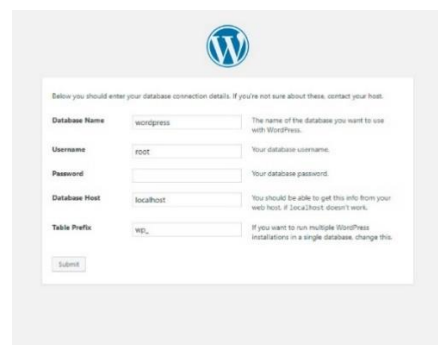 Below you should enter your database connection details. If you're not sure about these, contact your host.
Database Name
wordpress
The name of the database you want to use
with WordPress.
Username
root
Your database username.
Password
Your database password.
Database Host
localhost
You should be able to get this info from your
web host, if localhost doesn't work.
Table Prefix
wp_
If you want to run multiple WordPress
installations in a single database, change this.
Submit